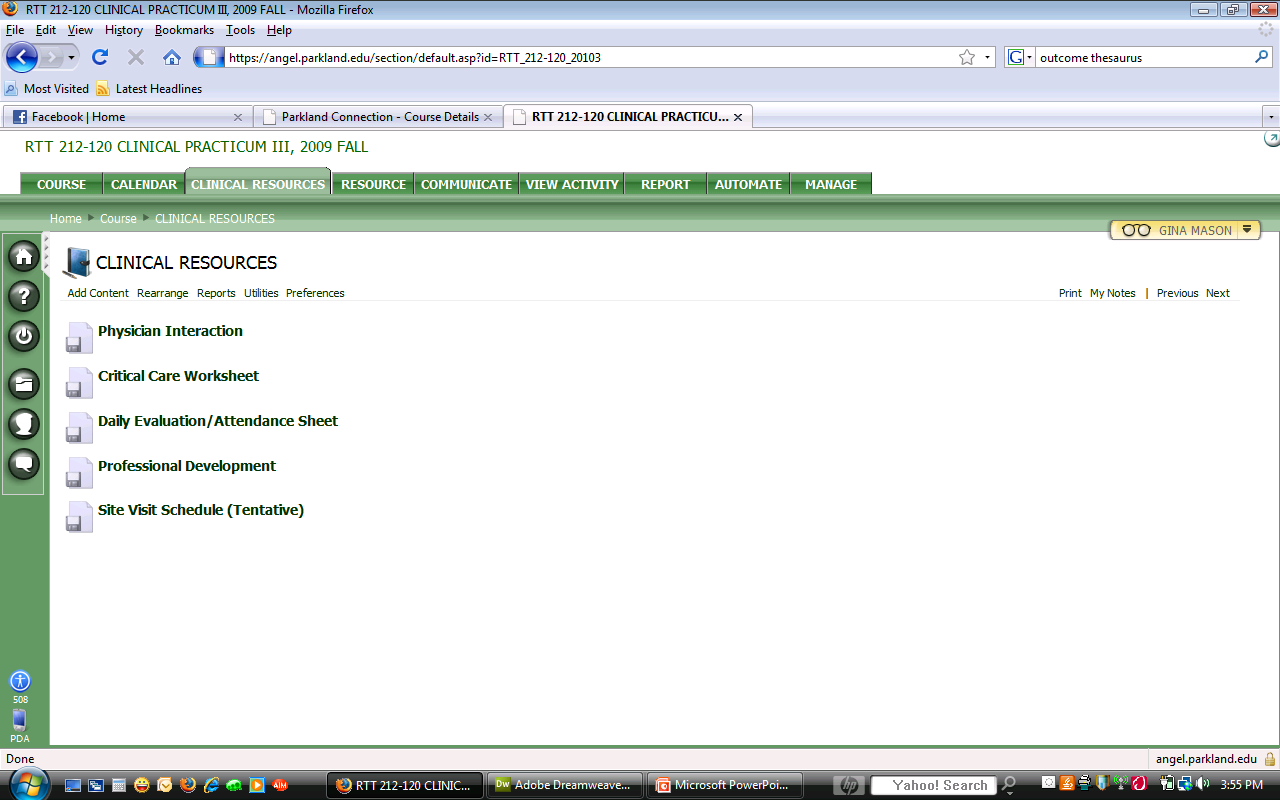 RTT 212-120 CLINICAL PRACTICUM III, 2009 FALL - Mozilla Firefox
File Edit View History Bookmarks Tools Help
https://angel.parkland.edu/section/default.asp?id=RTT_212-120_20103 G outcome thesaurus
Most Visited Latest Headlines
Facebook | Home Parkland Connection - Course Details RTT 212-120 CLINICAL PRACTICU...
RTT 212-120 CLINICAL PRACTICUM III, 2009 FALL
COURSE CALENDAR CLINICAL RESOURCES RESOURCE COMMUNICATE VIEW ACTIVITY REPORT AUTOMATE MANAGE
Home Course CLINICAL RESOURCES
GINA MASON
CLINICAL RESOURCES
Add Content Rearrange Reports Utilities Preferences Print My Notes | Previous Next
Physician Interaction
Critical Care Worksheet
Daily Evaluation/Attendance Sheet
Professional Development
Site Visit Schedule (Tentative)
508
PDA
Done angel.parkland.edu
RTT 212-120 CLINIC... Dw Adobe Dreamweave... Microsoft PowerPoi... hp Yahoo! Search 3:55 PM